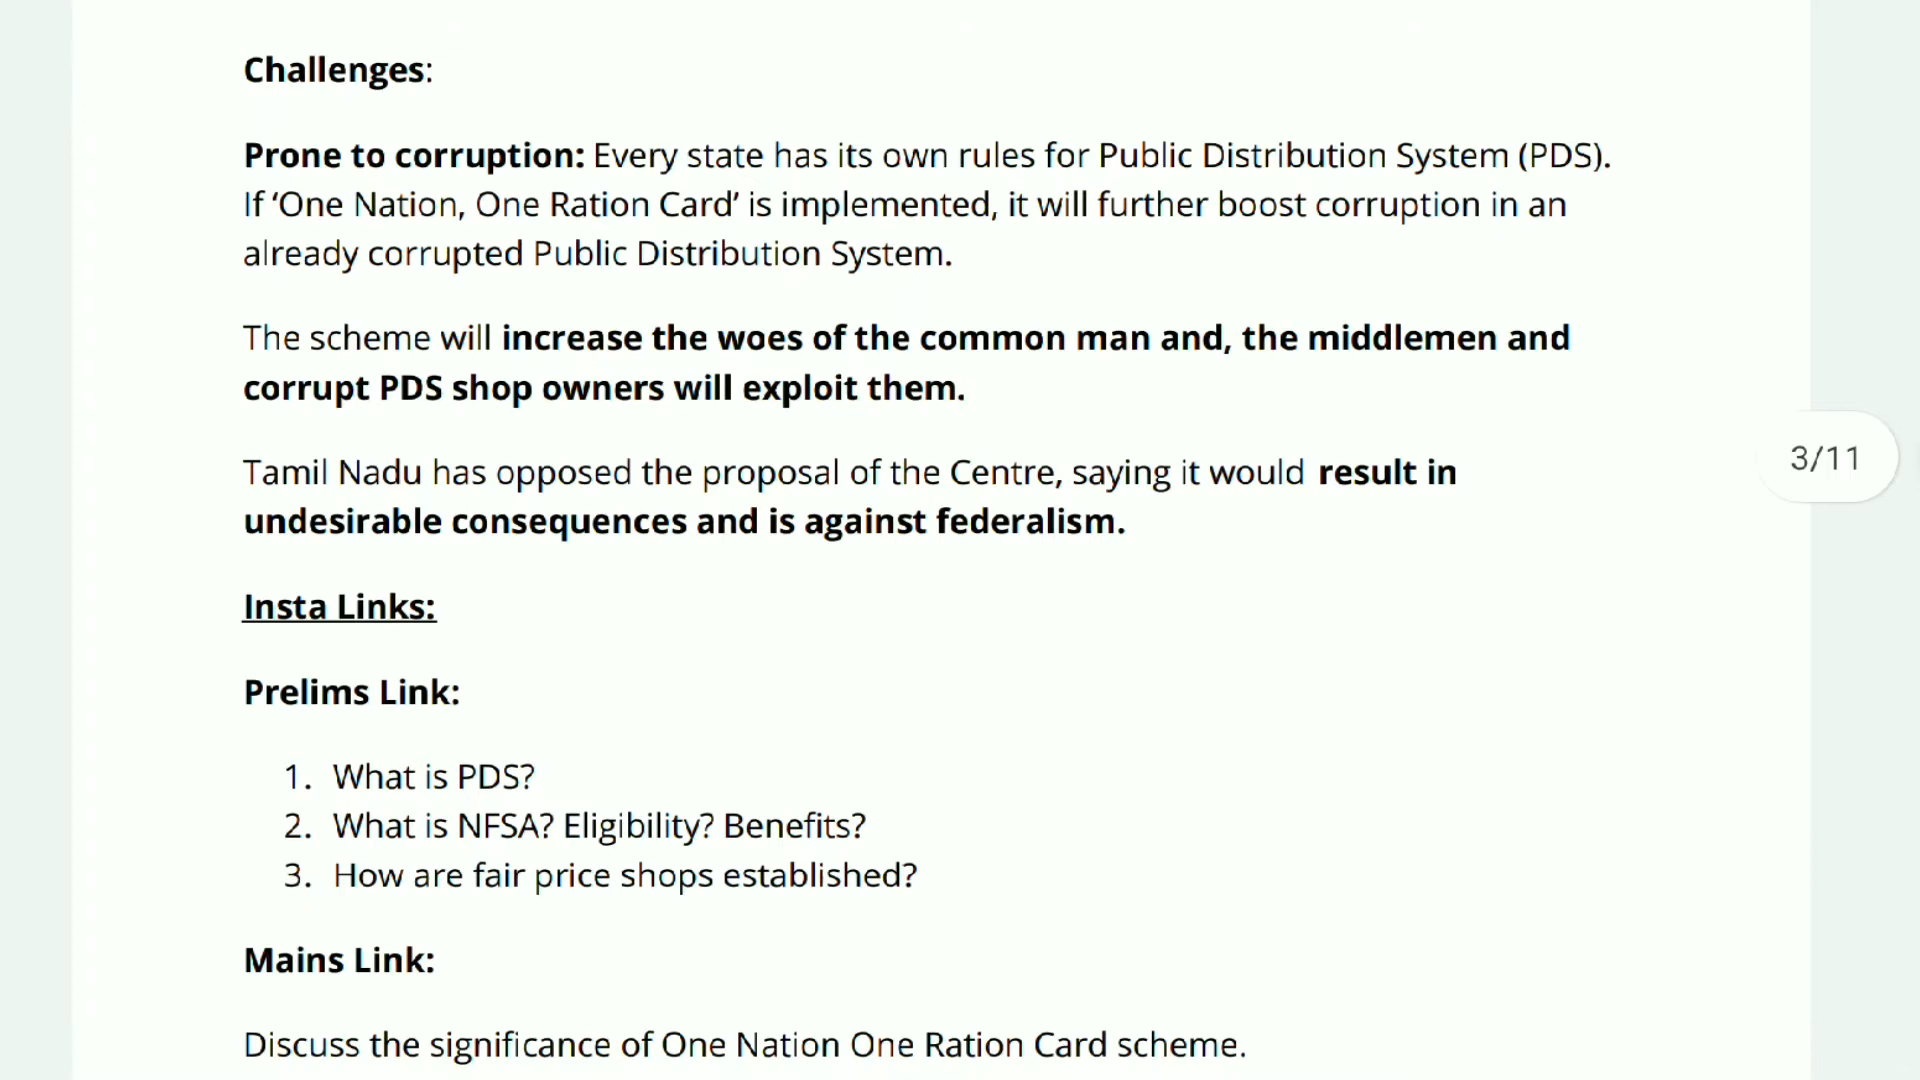 Challenges:
Prone to corruption: Every state has its own rules for Public Distribution System (PDS).
If ‘One Nation, One Ration Card’ is implemented, it will further boost corruption in an
already corrupted Public Distribution System.
The scheme will increase the woes of the common man and, the middlemen and
corrupt PDS shop owners will exploit them.
3/11
Tamil Nadu has opposed the proposal of the Centre, saying it would result in
undesirable consequences and is against federalism.
Insta Links:
Prelims Link:
1. What is PDS?
2. What is NFSA? Eligibility? Benefits?
3. How are fair price shops established?
Mains Link:
Discuss the significance of One Nation One Ration Card scheme.